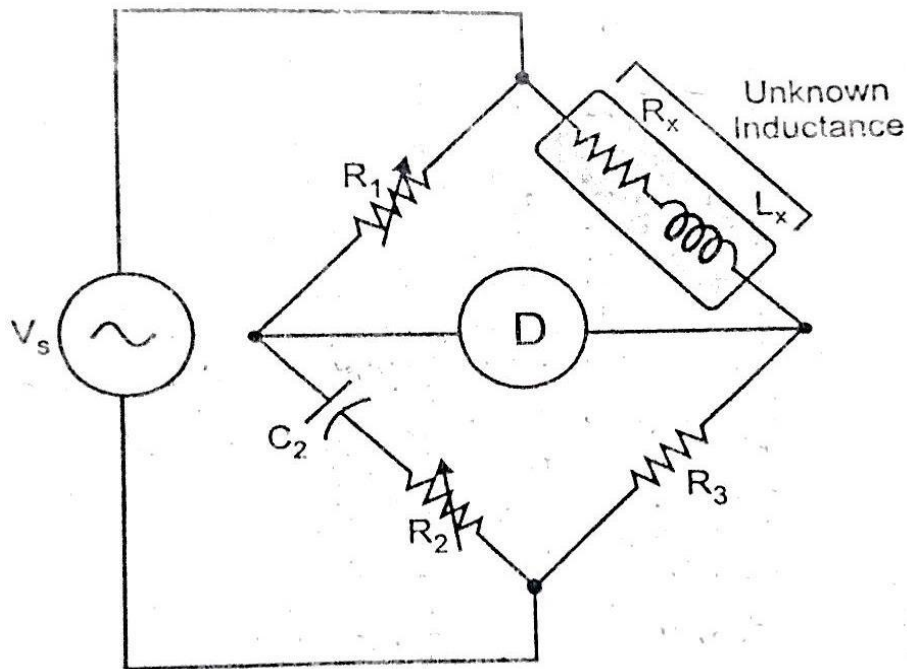 Unknown
Inductance
Rₓ
R₁
Lₓ
Vₛ
D
C₂
R₂
R₃